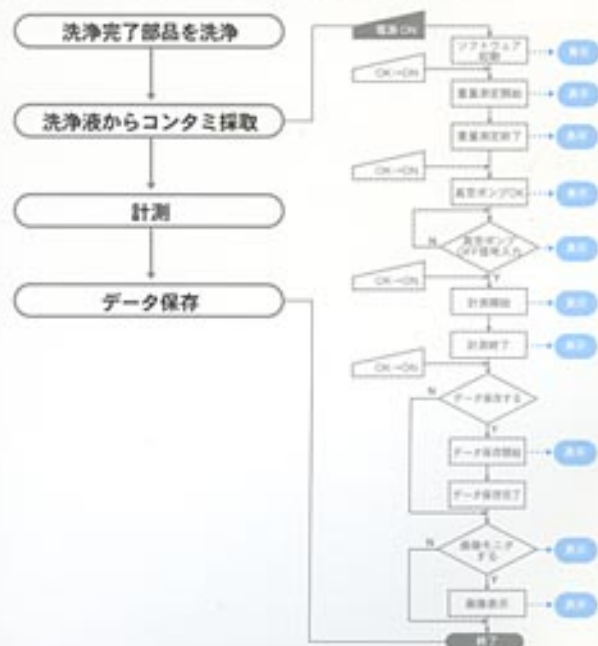 洗浄完了部品を洗浄
洗浄液からコンタミ採取
計測
データ保存
電源ON
ソフトウェア
起動
表示
OK→ON
重量測定開始
表示
重量測定終了
表示
OK→ON
真空ポンプOK
表示
N
真空ポンプ
表示
Y
OK→ON
計測開始
表示
計測終了
表示
OK→ON
データ保存する
N
Y
データ保存開始
表示
データ保存完了
画像モニタ
する
表示
N
Y
画像表示
表示
終了